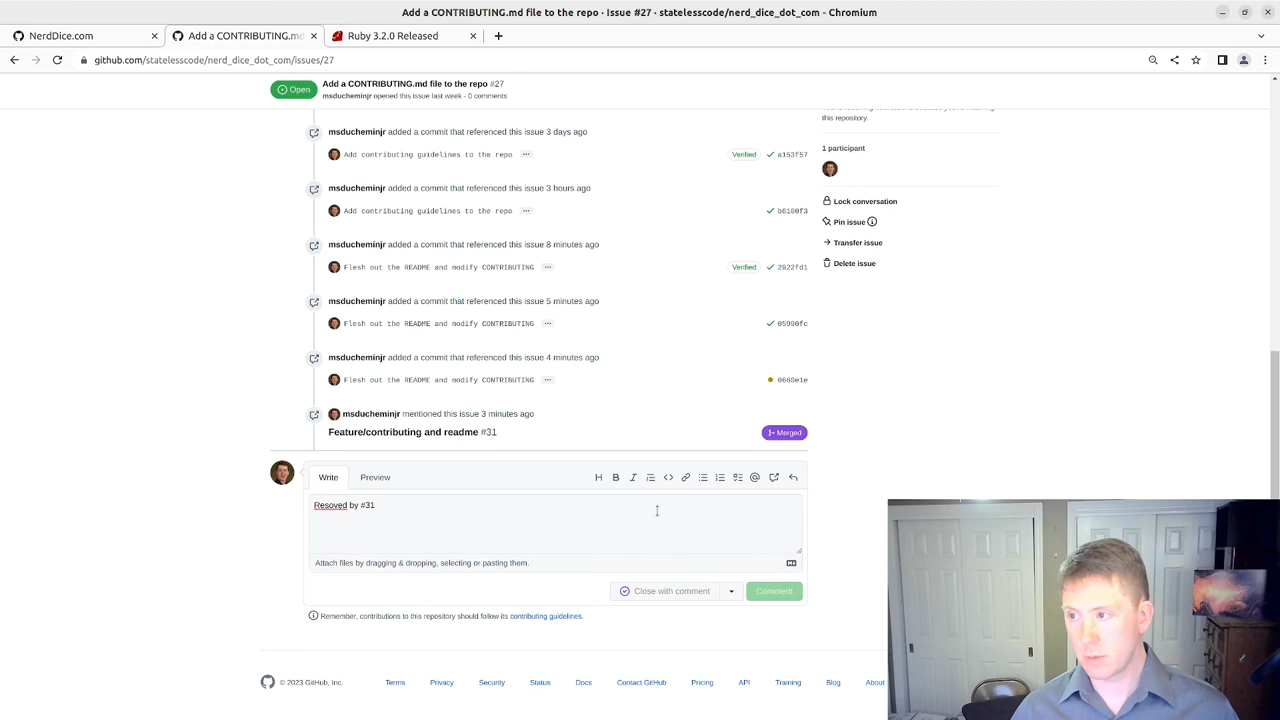 Add a CONTRIBUTING.md file to the repo · Issue #27 · statelesscode/nerd_dice_dot_com - Chromium
NerdDice.com
Add a CONTRIBUTING.md
Ruby 3.2.0 Released
github.com/statelesscode/nerd_dice_dot_com/issues/27
Open
Add a CONTRIBUTING.md file to the repo #27
msducheminjr opened this issue last week · 0 comments
this repository.
msducheminjr added a commit that referenced this issue 3 days ago
Add contributing guidelines to the repo ...
Verified a153f57
1 participant
msducheminjr added a commit that referenced this issue 3 hours ago
Add contributing guidelines to the repo ...
b6100f3
Lock conversation
Pin issue
Transfer issue
Delete issue
msducheminjr added a commit that referenced this issue 8 minutes ago
Flesh out the README and modify CONTRIBUTING ...
Verified 2922fd1
msducheminjr added a commit that referenced this issue 5 minutes ago
Flesh out the README and modify CONTRIBUTING ...
05990fc
msducheminjr added a commit that referenced this issue 4 minutes ago
Flesh out the README and modify CONTRIBUTING ...
0660e1e
msducheminjr mentioned this issue 3 minutes ago
Feature/contributing and readme #31
Merged
Write
Preview
Resoved by #31
Attach files by dragging & dropping, selecting or pasting them.
Close with comment
Comment
Remember, contributions to this repository should follow its contributing guidelines.
© 2023 GitHub, Inc.
Terms
Privacy
Security
Status
Docs
Contact GitHub
Pricing
API
Training
Blog
About